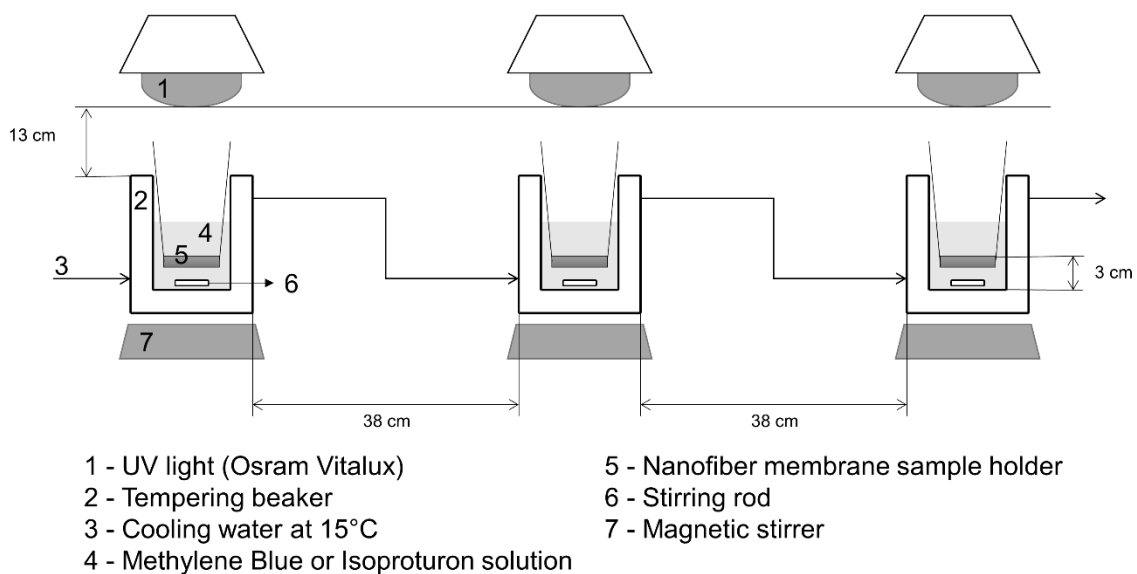 1
13 cm
2
4
5
3
6
3 cm
7
38 cm
38 cm
1 - UV light (Osram Vitalux)
2 - Tempering beaker
3 - Cooling water at 15°C
4 - Methylene Blue or Isoproturon solution
5 - Nanofiber membrane sample holder
6 - Stirring rod
7 - Magnetic stirrer